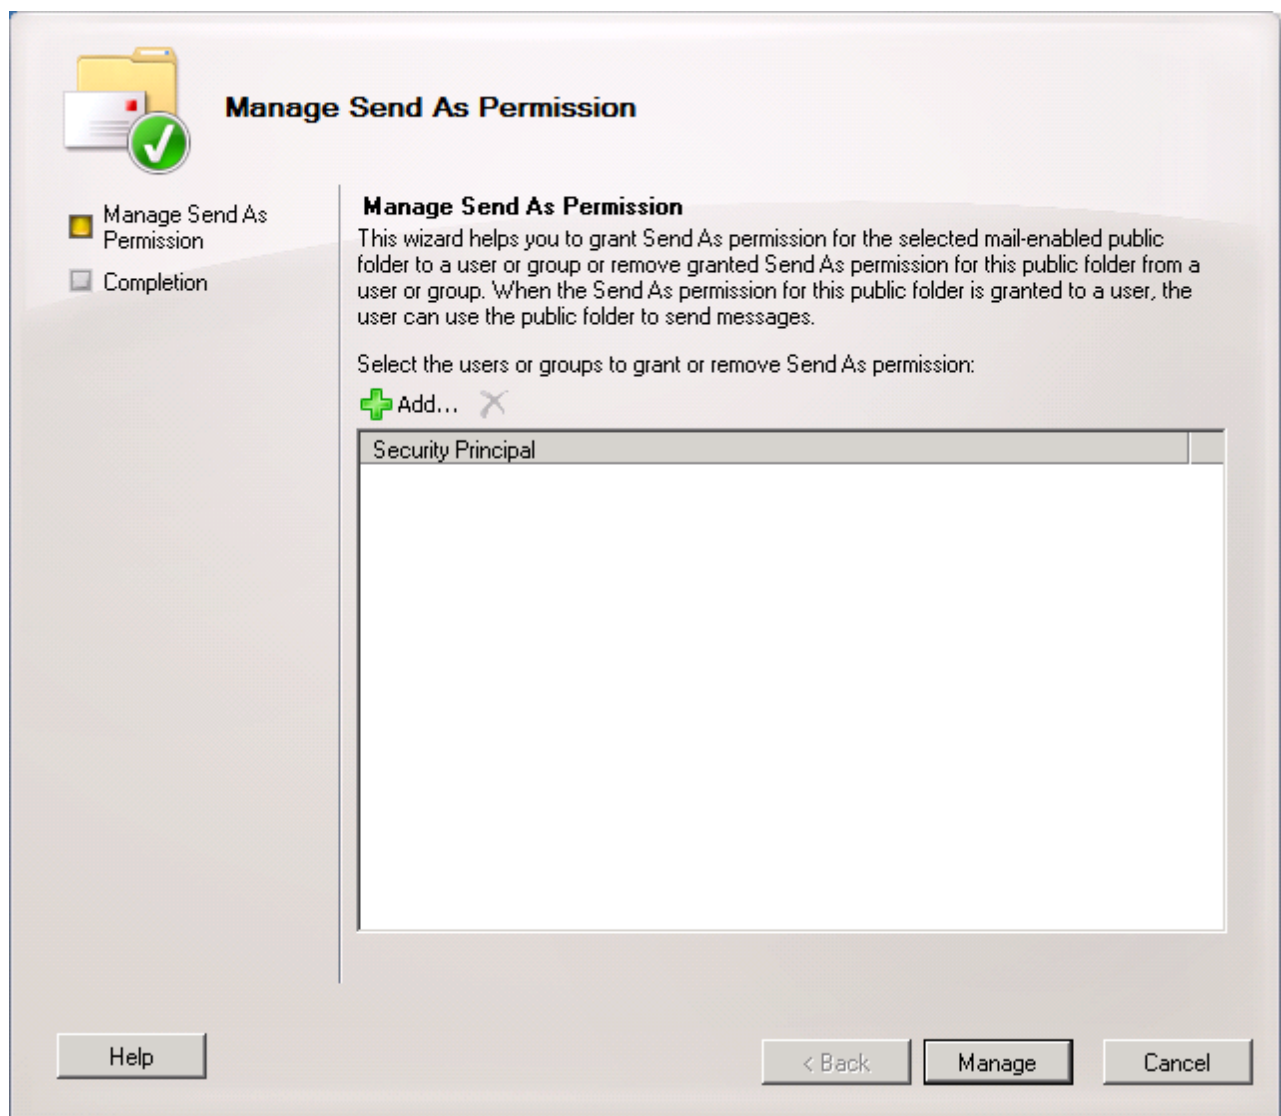 Manage Send As Permission
Manage Send As
Permission
Completion
Manage Send As Permission
This wizard helps you to grant Send As permission for the selected mail-enabled public
folder to a user or group or remove granted Send As permission for this public folder from a
user or group. When the Send As permission for this public folder is granted to a user, the
user can use the public folder to send messages.
Select the users or groups to grant or remove Send As permission:
Add...
Security Principal
Help
< Back
Manage
Cancel